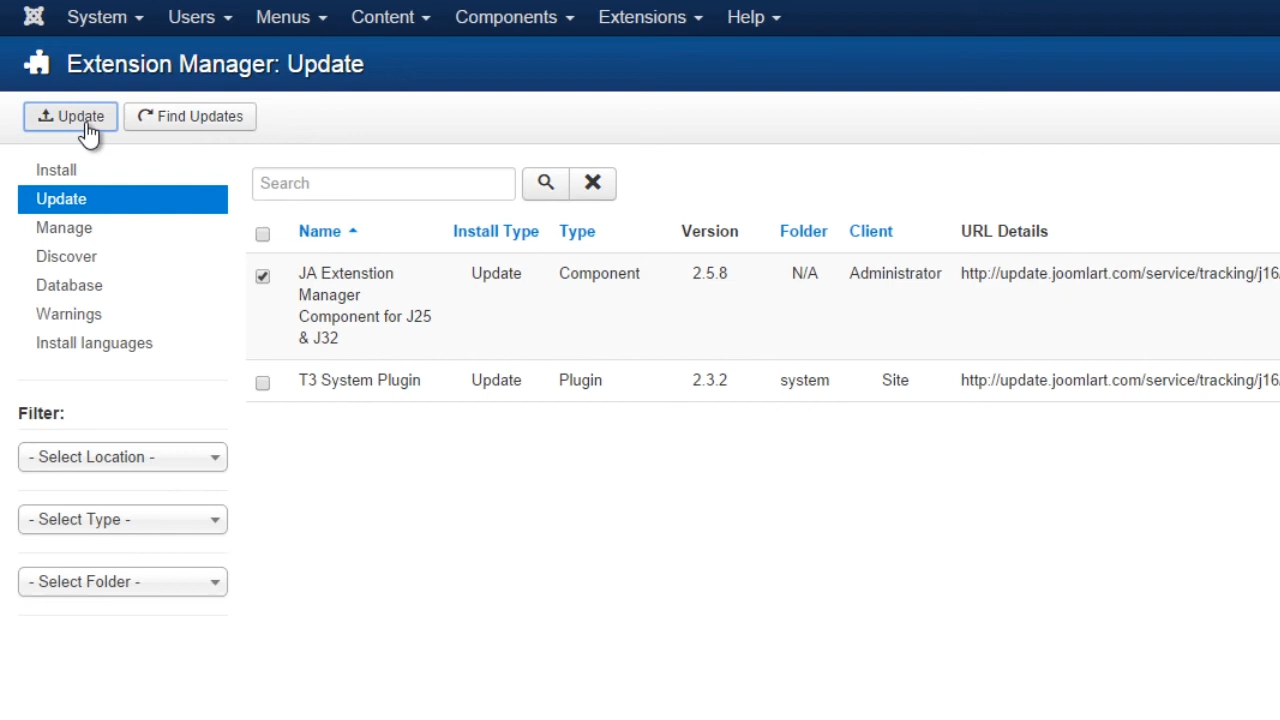 System Users Menus Content Components Extensions Help
Extension Manager: Update
Update Find Updates
Install
Update
Manage
Discover
Database
Warnings
Install languages
Filter:
- Select Location -
- Select Type -
- Select Folder -
Search
Name Install Type Type Version Folder Client URL Details
JA Extenstion Update Component 2.5.8 N/A Administrator http://update.joomlart.com/service/tracking/j16
Manager
Component for J25
& J32
T3 System Plugin Update Plugin 2.3.2 system Site http://update.joomlart.com/service/tracking/j16